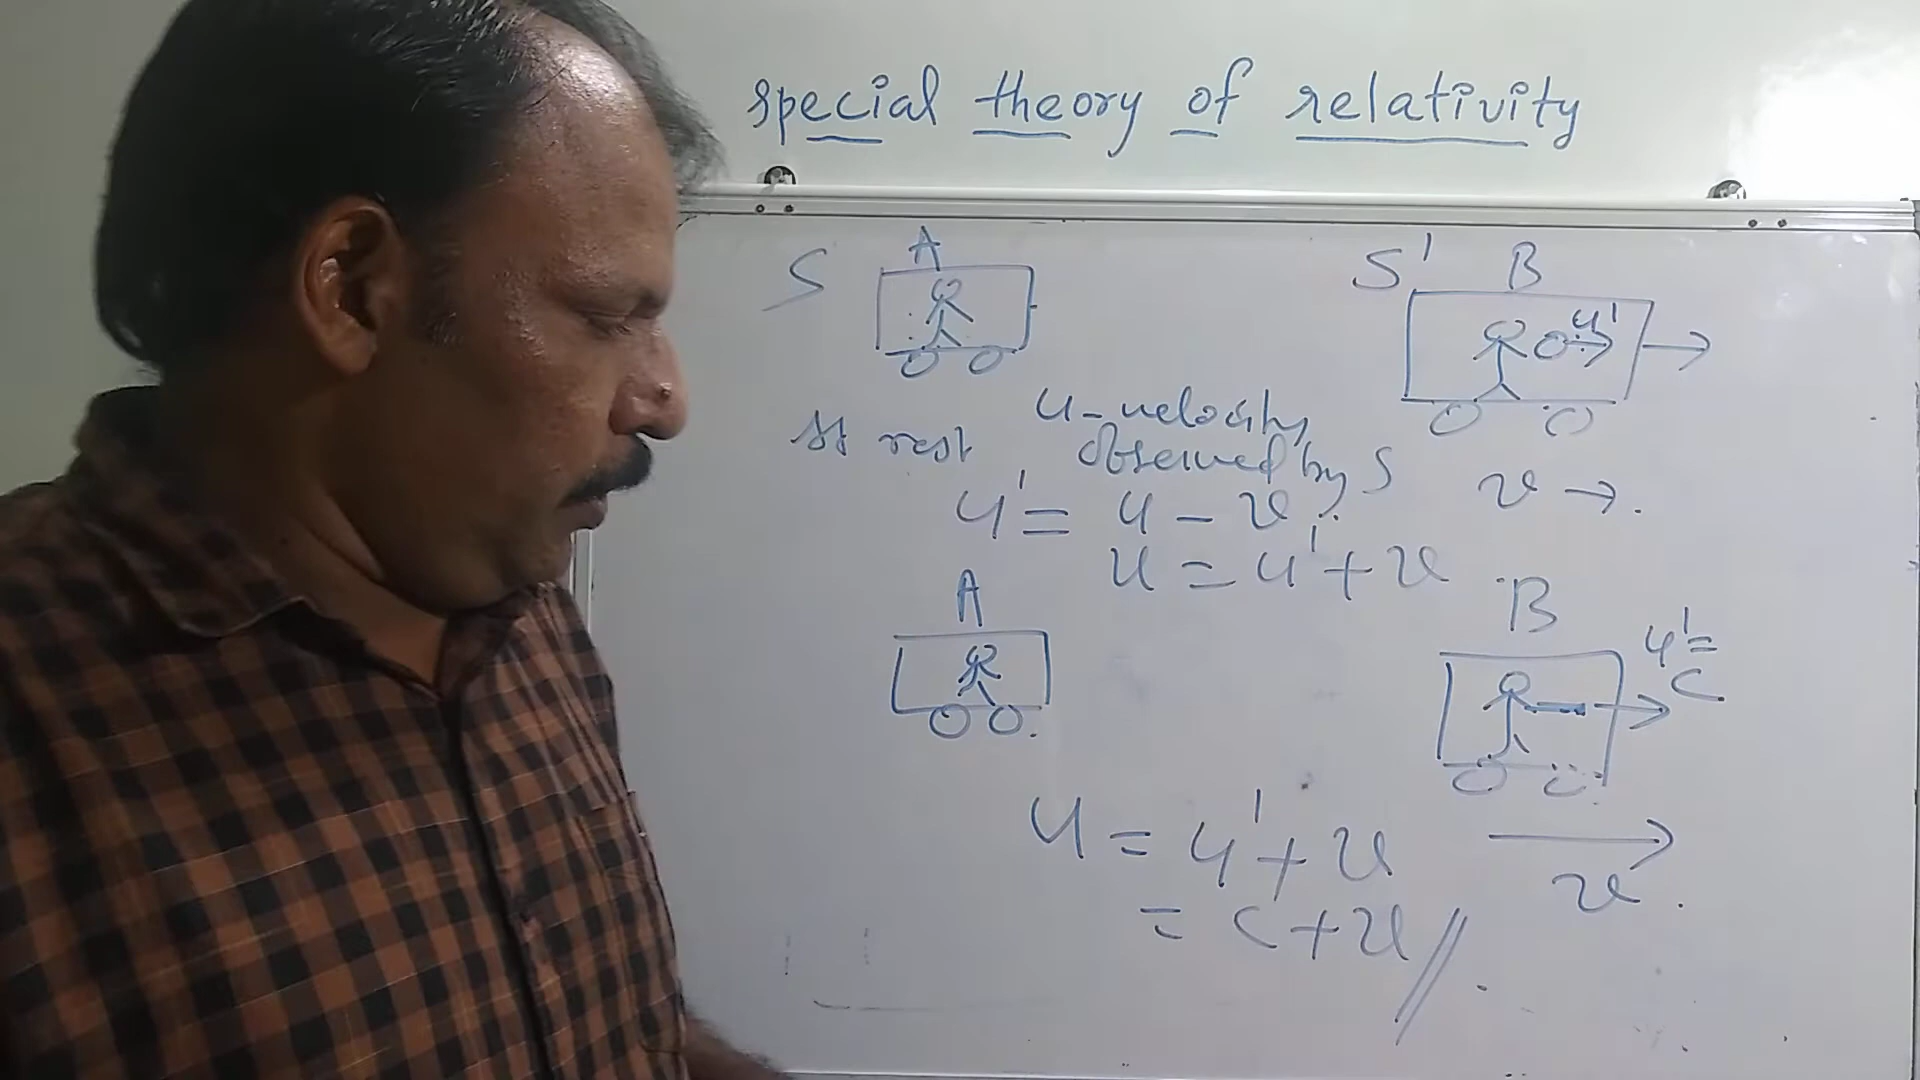 special theory of relativity
S A
S' B
u'
At rest
u - velocity
observed by S
v →.
u' = u - v
u = u' + v
A
B
u' =
c
u = u' + v
v
= c + v